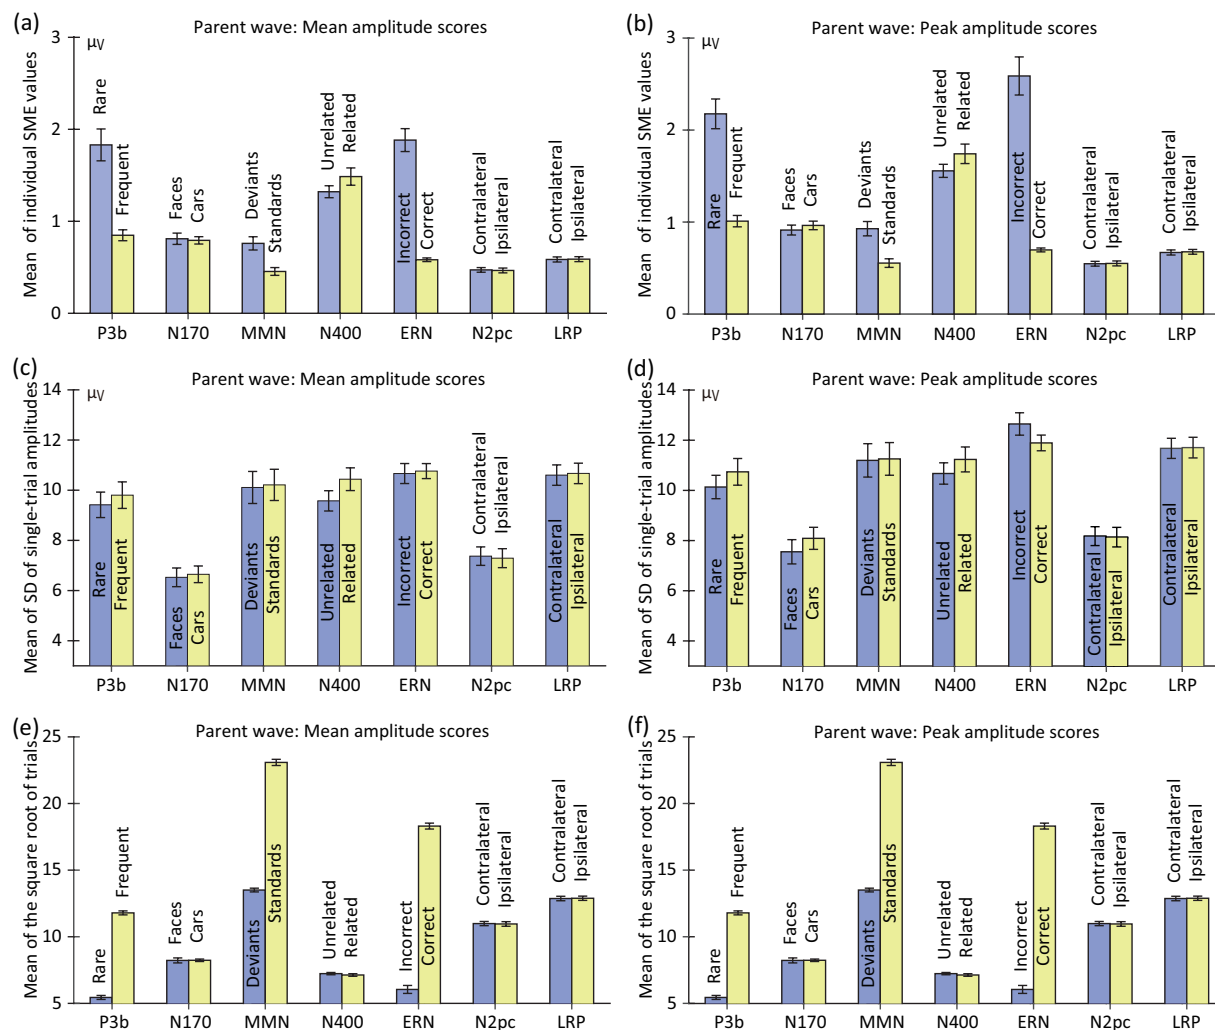 (a)
Parent wave: Mean amplitude scores
μV
Mean of individual SME values
3
2
1
0
Rare
Frequent
Faces
Cars
Deviants
Standards
Unrelated
Related
Incorrect
Correct
Contralateral
Ipsilateral
Contralateral
Ipsilateral
P3b N170 MMN N400 ERN N2pc LRP
(b)
Parent wave: Peak amplitude scores
μV
Mean of individual SME values
3
2
1
0
Rare
Frequent
Faces
Cars
Deviants
Standards
Unrelated
Related
Incorrect
Correct
Contralateral
Ipsilateral
Contralateral
Ipsilateral
P3b N170 MMN N400 ERN N2pc LRP
(c)
Parent wave: Mean amplitude scores
μV
Mean of SD of single-trial amplitudes
14
12
10
8
6
4
Rare
Frequent
Faces
Cars
Deviants
Standards
Unrelated
Related
Incorrect
Correct
Contralateral
Ipsilateral
Contralateral
Ipsilateral
P3b N170 MMN N400 ERN N2pc LRP
(d)
Parent wave: Peak amplitude scores
μV
Mean of SD of single-trial amplitudes
14
12
10
8
6
4
Rare
Frequent
Faces
Cars
Deviants
Standards
Unrelated
Related
Incorrect
Correct
Contralateral
Ipsilateral
Contralateral
Ipsilateral
P3b N170 MMN N400 ERN N2pc LRP
(e)
Parent wave: Mean amplitude scores
Mean of the square root of trials
25
20
15
10
5
Rare
Frequent
Faces
Cars
Deviants
Standards
Unrelated
Related
Incorrect
Correct
Contralateral
Ipsilateral
Contralateral
Ipsilateral
P3b N170 MMN N400 ERN N2pc LRP
(f)
Parent wave: Peak amplitude scores
Mean of the square root of trials
25
20
15
10
5
Rare
Frequent
Faces
Cars
Deviants
Standards
Unrelated
Related
Incorrect
Correct
Contralateral
Ipsilateral
Contralateral
Ipsilateral
P3b N170 MMN N400 ERN N2pc LRP